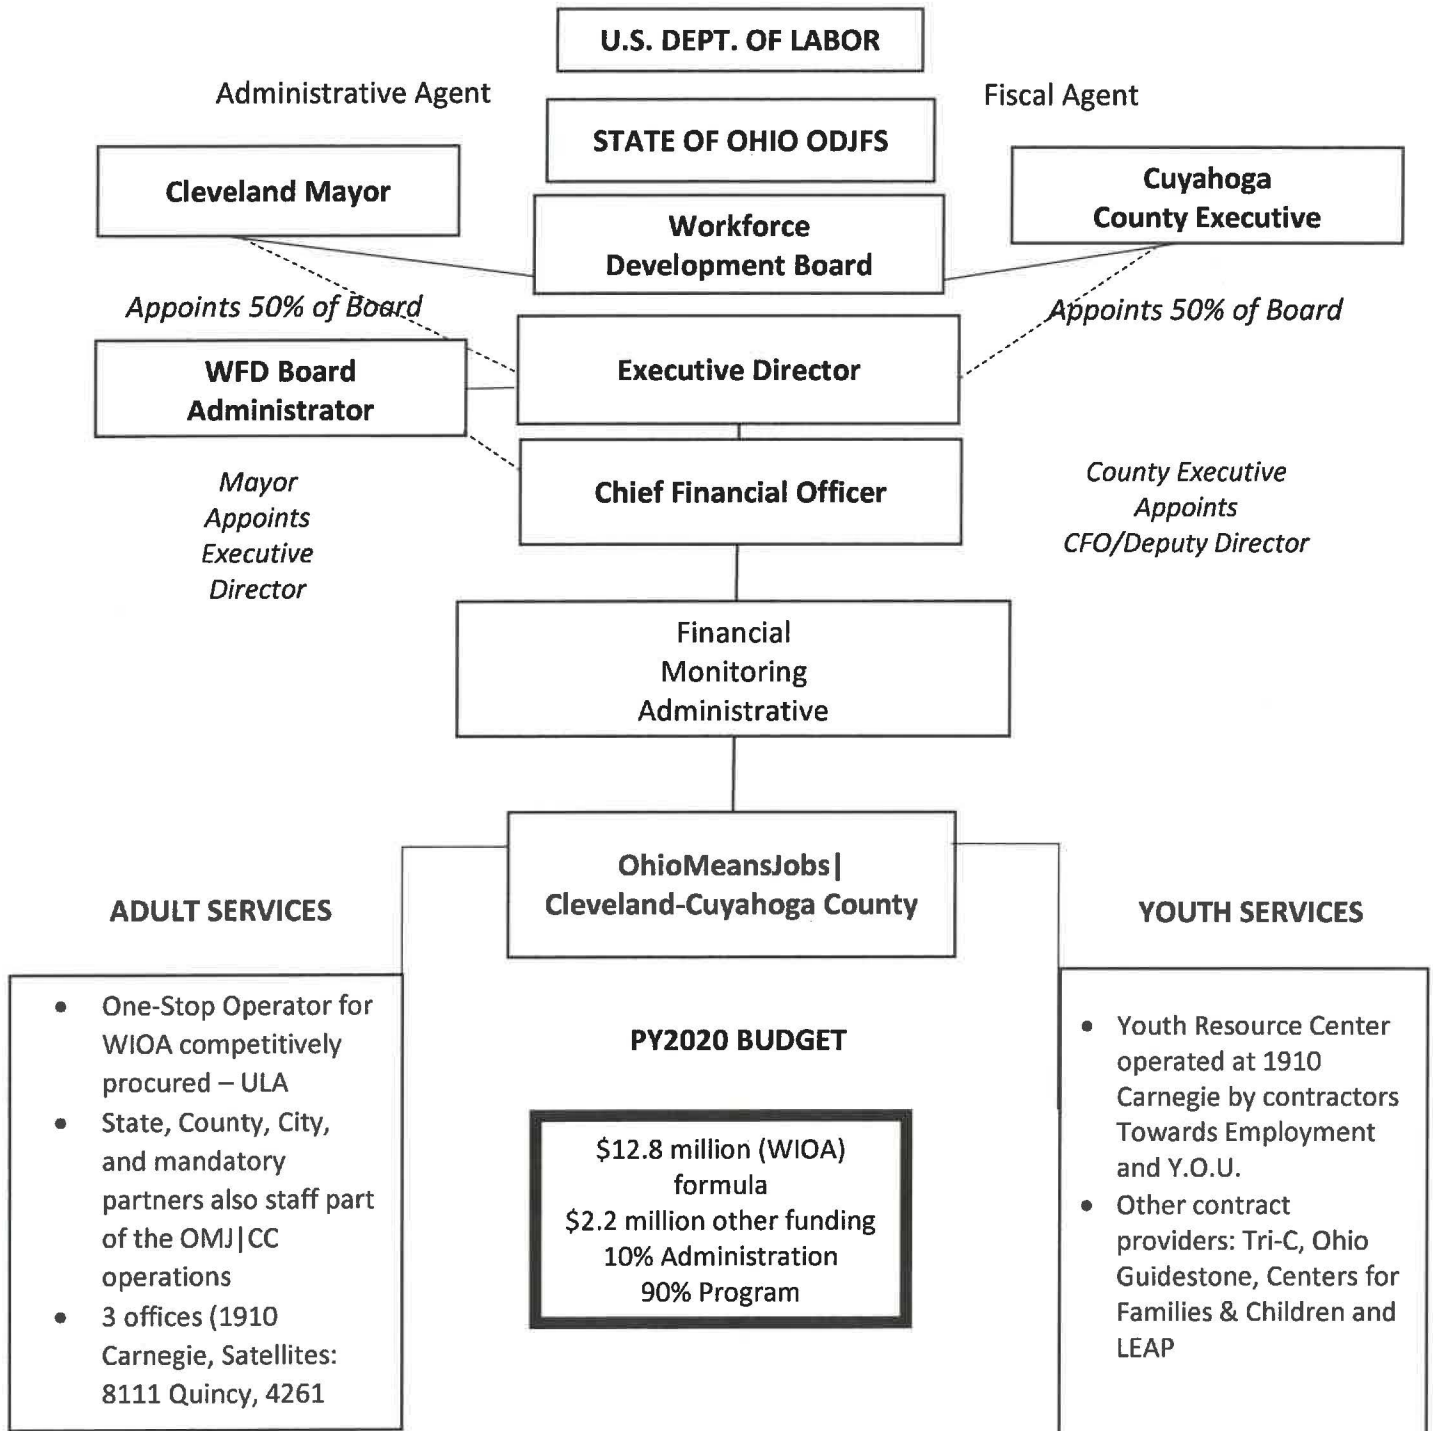 U.S. DEPT. OF LABOR
Administrative Agent
Fiscal Agent
STATE OF OHIO ODJFS
Cleveland Mayor
Cuyahoga
County Executive
Workforce
Development Board
Appoints 50% of Board
Appoints 50% of Board
WFD Board
Administrator
Executive Director
Mayor
Appoints
Executive
Director
Chief Financial Officer
County Executive
Appoints
CFO/Deputy Director
Financial
Monitoring
Administrative
OhioMeansJobs|
Cleveland-Cuyahoga County
ADULT SERVICES
• One-Stop Operator for
WIOA competitively
procured – ULA
• State, County, City,
and mandatory
partners also staff part
of the OMJ|CC
operations
• 3 offices (1910
Carnegie, Satellites:
8111 Quincy, 4261
PY2020 BUDGET
$12.8 million (WIOA)
formula
$2.2 million other funding
10% Administration
90% Program
YOUTH SERVICES
• Youth Resource Center
operated at 1910
Carnegie by contractors
Towards Employment
and Y.O.U.
• Other contract
providers: Tri-C, Ohio
Guidestone, Centers for
Families & Children and
LEAP